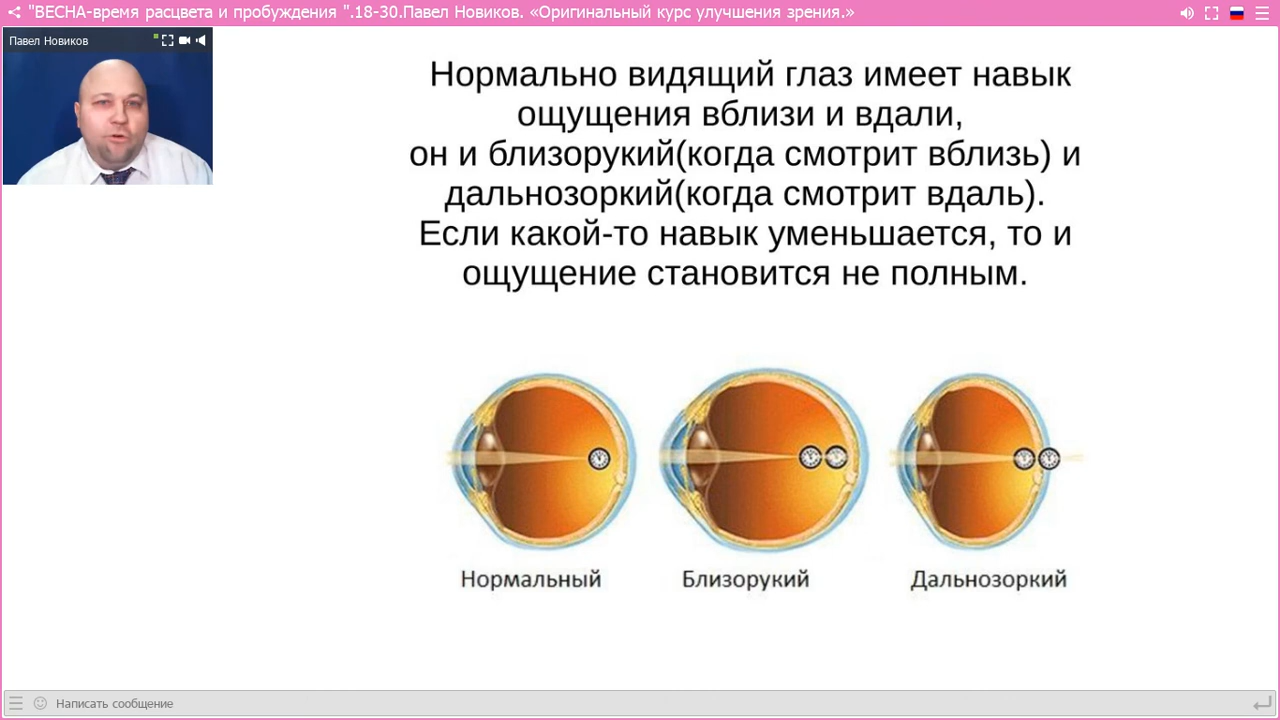 "ВЕСНА-время расцвета и пробуждения ".18-30.Павел Новиков. «Оригинальный курс улучшения зрения.»
Павел Новиков
Нормально видящий глаз имеет навык
ощущения вблизи и вдали,
он и близорукий(когда смотрит вблизь) и
дальнозоркий(когда смотрит вдаль).
Если какой-то навык уменьшается, то и
ощущение становится не полным.
Нормальный
Близорукий
Дальнозоркий
Написать сообщение